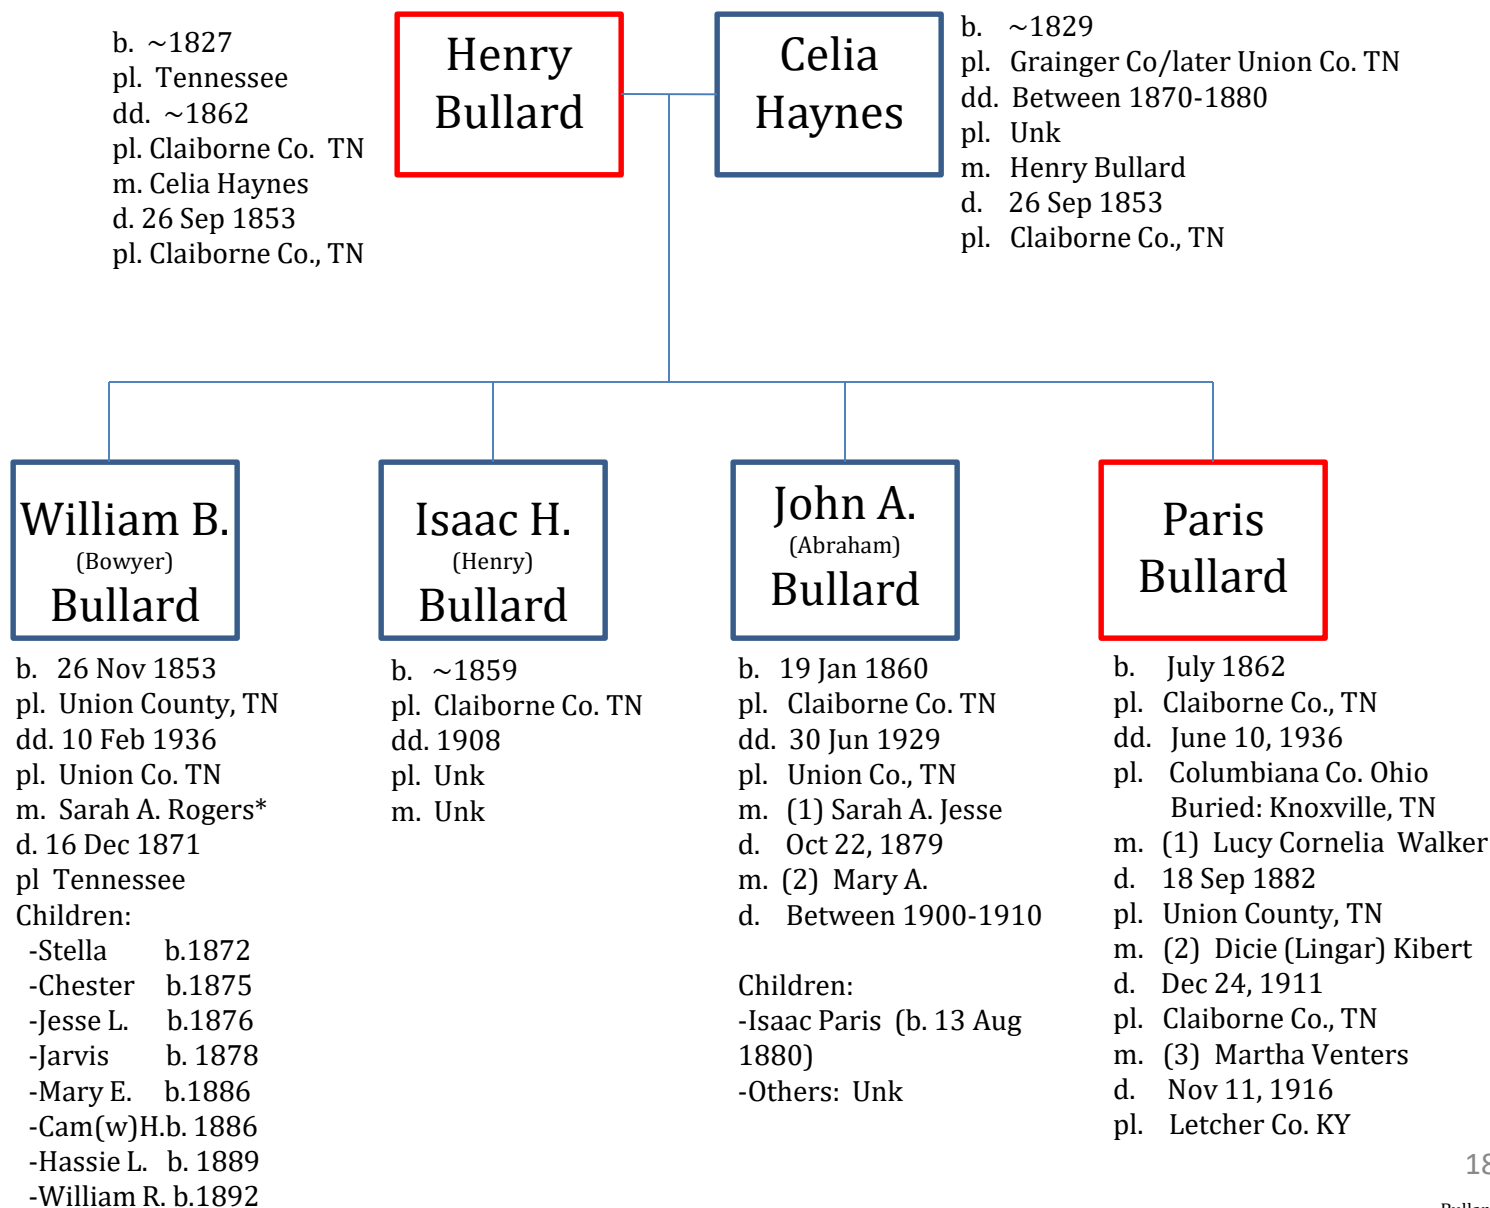 b. ~1827
pl. Tennessee
dd. ~1862
pl. Claiborne Co. TN
m. Celia Haynes
d. 26 Sep 1853
pl. Claiborne Co., TN
Henry
Bullard
Celia
Haynes
b. ~1829
pl. Grainger Co/later Union Co. TN
dd. Between 1870-1880
pl. Unk
m. Henry Bullard
d. 26 Sep 1853
pl. Claiborne Co., TN
William B.
(Bowyer)
Bullard
b. 26 Nov 1853
pl. Union County, TN
dd. 10 Feb 1936
pl. Union Co. TN
m. Sarah A. Rogers*
d. 16 Dec 1871
pl Tennessee
Children:
-Stella b.1872
-Chester b.1875
-Jesse L. b.1876
-Jarvis b. 1878
-Mary E. b.1886
-Cam(w)H.b. 1886
-Hassie L. b. 1889
-William R. b.1892
Isaac H.
(Henry)
Bullard
b. ~1859
pl. Claiborne Co. TN
dd. 1908
pl. Unk
m. Unk
John A.
(Abraham)
Bullard
b. 19 Jan 1860
pl. Claiborne Co. TN
dd. 30 Jun 1929
pl. Union Co., TN
m. (1) Sarah A. Jesse
d. Oct 22, 1879
m. (2) Mary A.
d. Between 1900-1910
Children:
-Isaac Paris (b. 13 Aug
1880)
-Others: Unk
Paris
Bullard
b. July 1862
pl. Claiborne Co., TN
dd. June 10, 1936
pl. Columbiana Co. Ohio
Buried: Knoxville, TN
m. (1) Lucy Cornelia Walker
d. 18 Sep 1882
pl. Union County, TN
m. (2) Dicie (Lingar) Kibert
d. Dec 24, 1911
pl. Claiborne Co., TN
m. (3) Martha Venters
d. Nov 11, 1916
pl. Letcher Co. KY
18